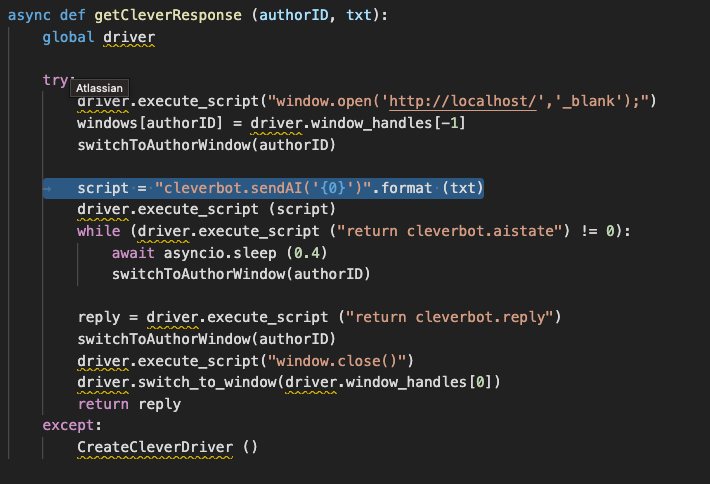 async def getCleverResponse (authorID, txt):
    global driver

    try:
Atlassian
        driver.execute_script("window.open('http://localhost/','_blank');")
        windows[authorID] = driver.window_handles[-1]
        switchToAuthorWindow(authorID)

        script = "cleverbot.sendAI('{0}')".format (txt)
        driver.execute_script (script)
        while (driver.execute_script ("return cleverbot.aistate") != 0):
            await asyncio.sleep (0.4)
            switchToAuthorWindow(authorID)

        reply = driver.execute_script ("return cleverbot.reply")
        switchToAuthorWindow(authorID)
        driver.execute_script("window.close()")
        driver.switch_to_window(driver.window_handles[0])
        return reply
    except:
        CreateCleverDriver ()